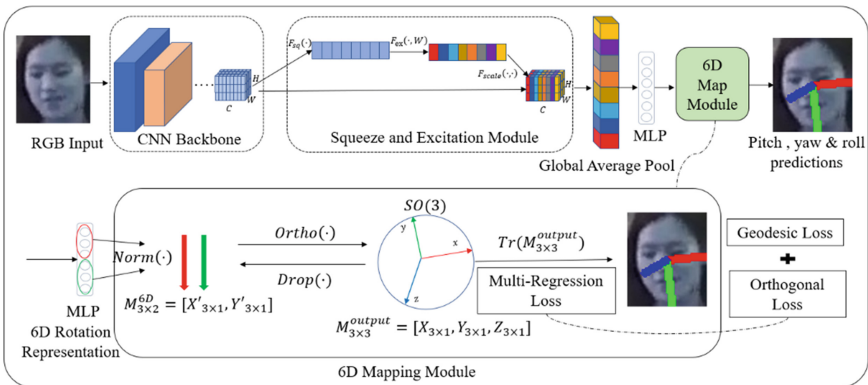 RGB Input
CNN Backbone
H
W
C
F_sq(·)
F_ex(·,W)
F_scale(·,·)
H
W
C
Squeeze and Excitation Module
Global Average Pool
MLP
6D
Map
Module
Pitch , yaw & roll
predictions
MLP
6D Rotation
Representation
Norm(·)
M^{6D}_{3×2} = [X'_{3×1}, Y'_{3×1}]
Ortho(·)
Drop(·)
SO(3)
y
x
z
M^{output}_{3×3} = [X_{3×1}, Y_{3×1}, Z_{3×1}]
Tr(M^{output}_{3×3})
Multi-Regression
Loss
Geodesic Loss
+
Orthogonal
Loss
6D Mapping Module